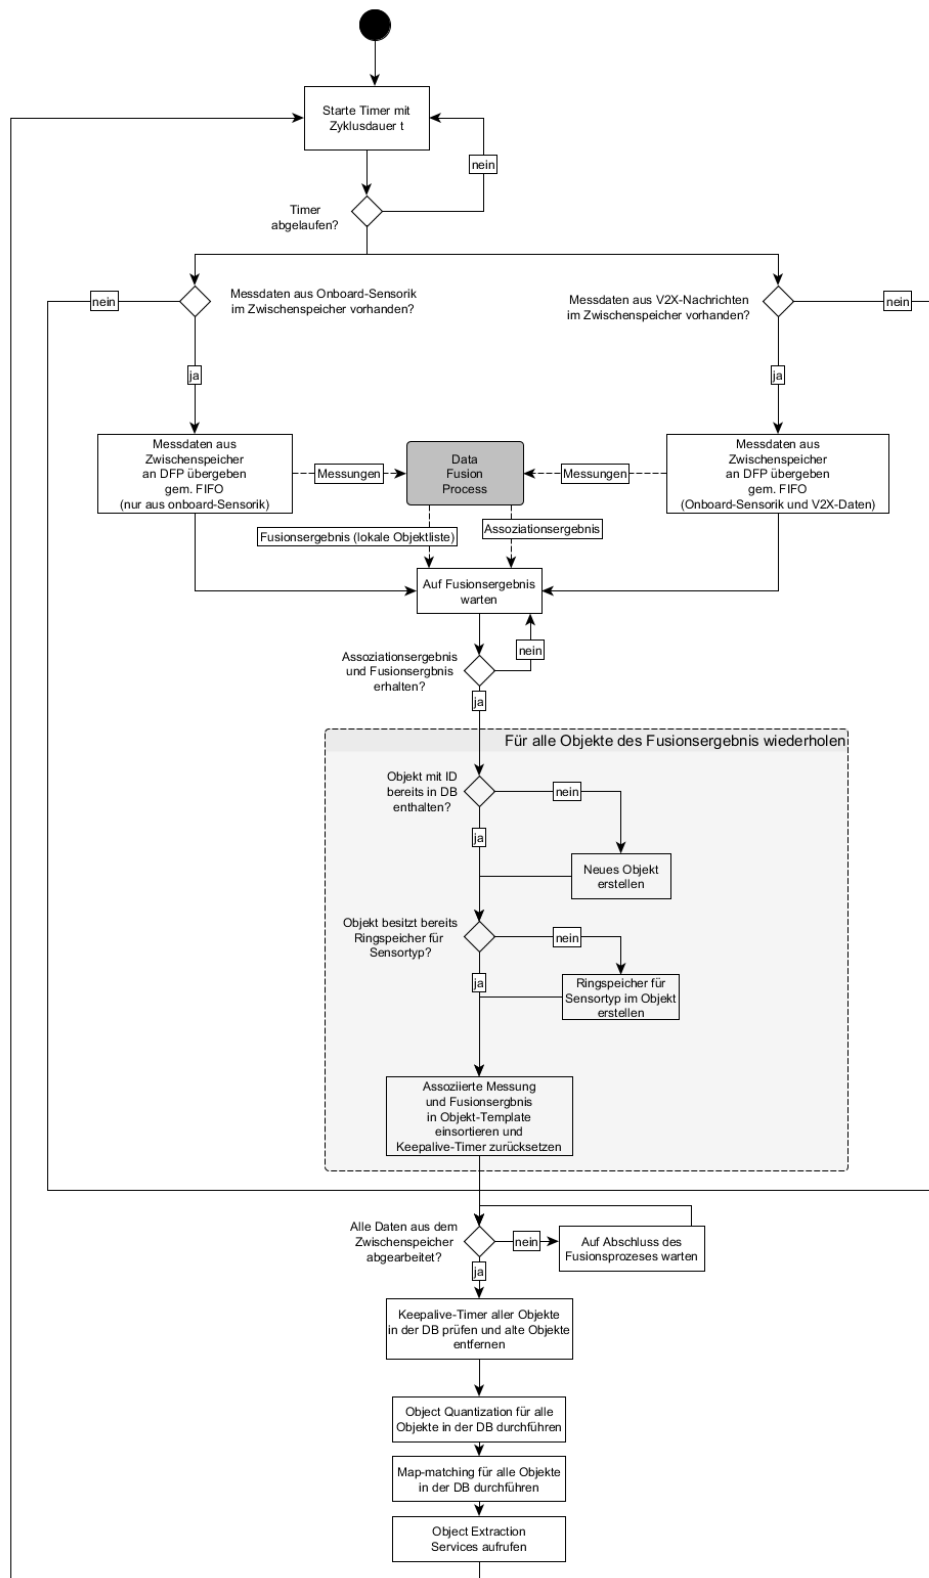 Starte Timer mit
Zyklusdauer t
nein
Timer
abgelaufen?
nein
Messdaten aus Onboard-Sensorik
im Zwischenspeicher vorhanden?
Messdaten aus V2X-Nachrichten
im Zwischenspeicher vorhanden?
nein
ja
ja
Messdaten aus
Zwischenspeicher
an DFP übergeben
gem. FIFO
(nur aus onboard-Sensorik)
Messungen
Data
Fusion
Process
Messungen
Messdaten aus
Zwischenspeicher
an DFP übergeben
gem. FIFO
(Onboard-Sensorik und V2X-Daten)
Fusionsergebnis (lokale Objektliste)
Assoziationsergebnis
Auf Fusionsergebnis
warten
nein
Assoziationsergebnis
und Fusionsergbnis
erhalten?
ja
Für alle Objekte des Fusionsergebnis wiederholen
Objekt mit ID
bereits in DB
enthalten?
nein
ja
Neues Objekt
erstellen
Objekt besitzt bereits
Ringspeicher für
Sensortyp?
nein
ja
Ringspeicher für
Sensortyp im Objekt
erstellen
Assoziierte Messung
und Fusionsergbnis
in Objekt-Template
einsortieren und
Keepalive-Timer zurücksetzen
Alle Daten aus dem
Zwischenspeicher
abgearbeitet?
nein
Auf Abschluss des
Fusionsprozeses warten
ja
Keepalive-Timer aller Objekte
in der DB prüfen und alte Objekte
entfernen
Object Quantization für alle
Objekte in der DB durchführen
Map-matching für alle Objekte
in der DB durchführen
Object Extraction
Services aufrufen